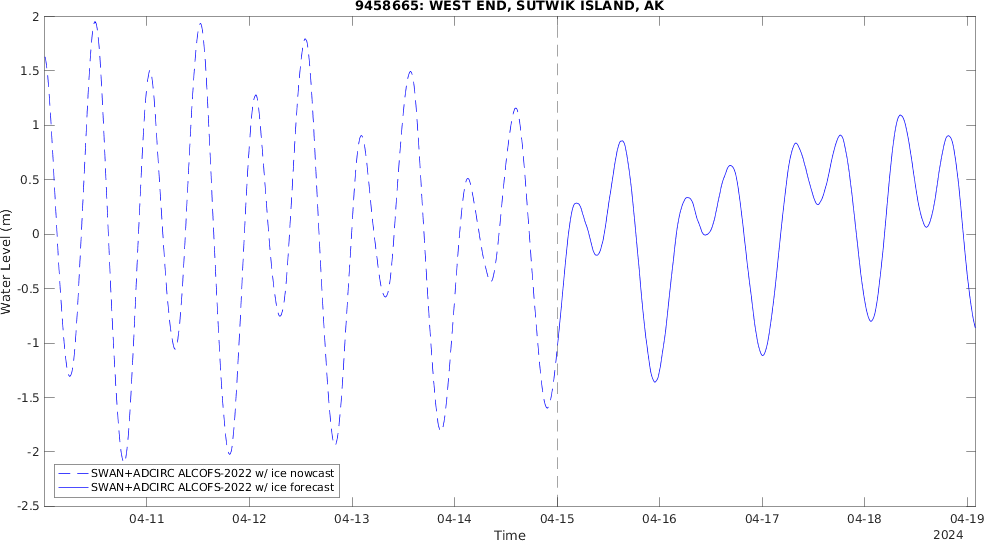 9458665: WEST END, SUTWIK ISLAND, AK
2
1.5
1
0.5
0
-0.5
-1
-1.5
-2
-2.5
Water Level (m)
SWAN+ADCIRC ALCOFS-2022 w/ ice nowcast
SWAN+ADCIRC ALCOFS-2022 w/ ice forecast
04-11 04-12 04-13 04-14 04-15 04-16 04-17 04-18 04-19
2024
Time